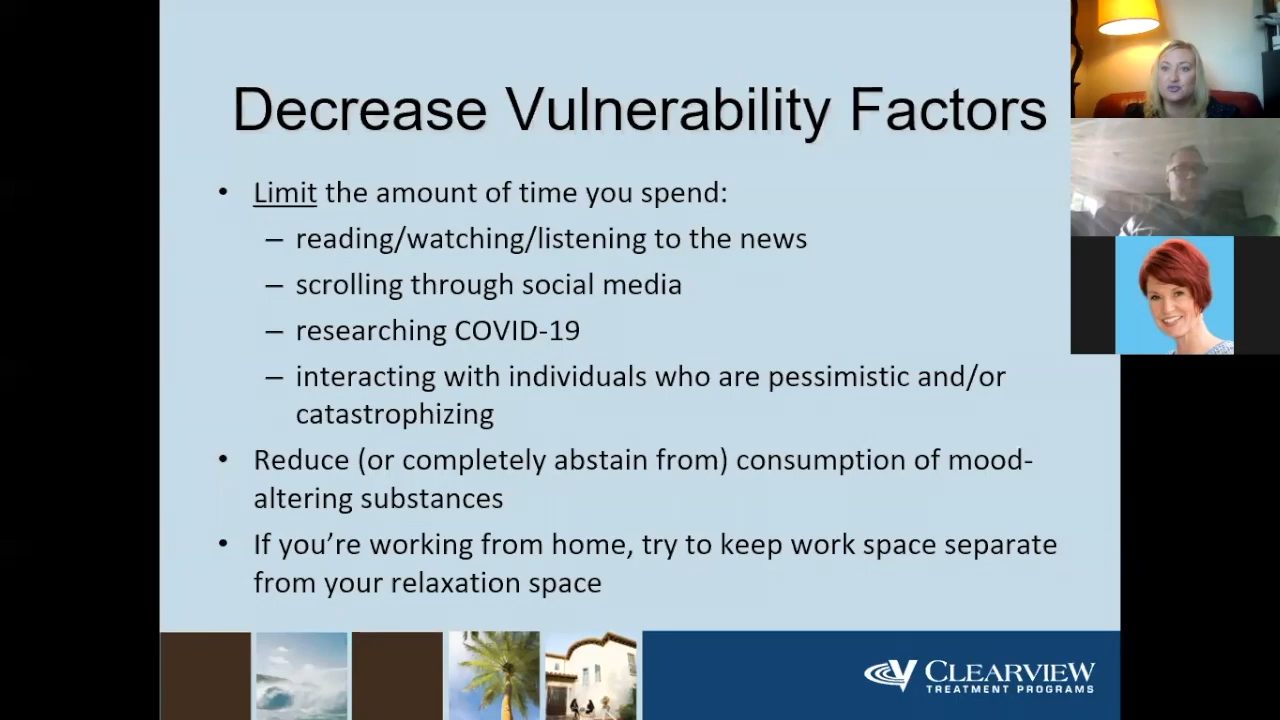 Decrease Vulnerability Factors
• Limit the amount of time you spend:
– reading/watching/listening to the news
– scrolling through social media
– researching COVID-19
– interacting with individuals who are pessimistic and/or
catastrophizing
• Reduce (or completely abstain from) consumption of mood-
altering substances
• If you’re working from home, try to keep work space separate
from your relaxation space
CLEARVIEW
TREATMENT PROGRAMS